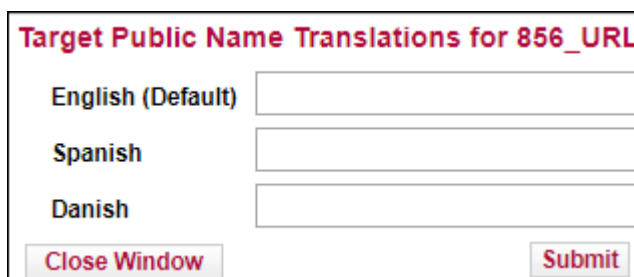 Target Public Name Translations for 856_URL
English (Default)
Spanish
Danish
Close Window
Submit